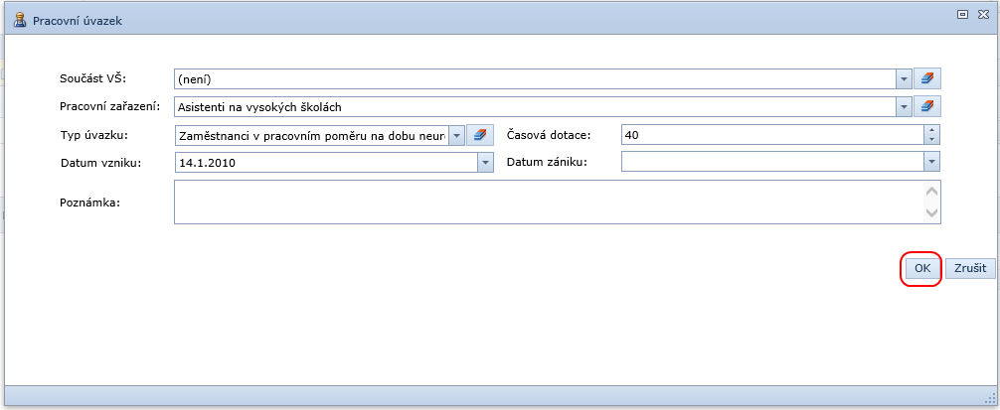 Pracovní úvazek
Součást VŠ: (není)
Pracovní zařazení: Asistenti na vysokých školách
Typ úvazku: Zaměstnanci v pracovním poměru na dobu neur Časová dotace: 40
Datum vzniku: 14.1.2010 Datum zániku:
Poznámka:
OK Zrušit